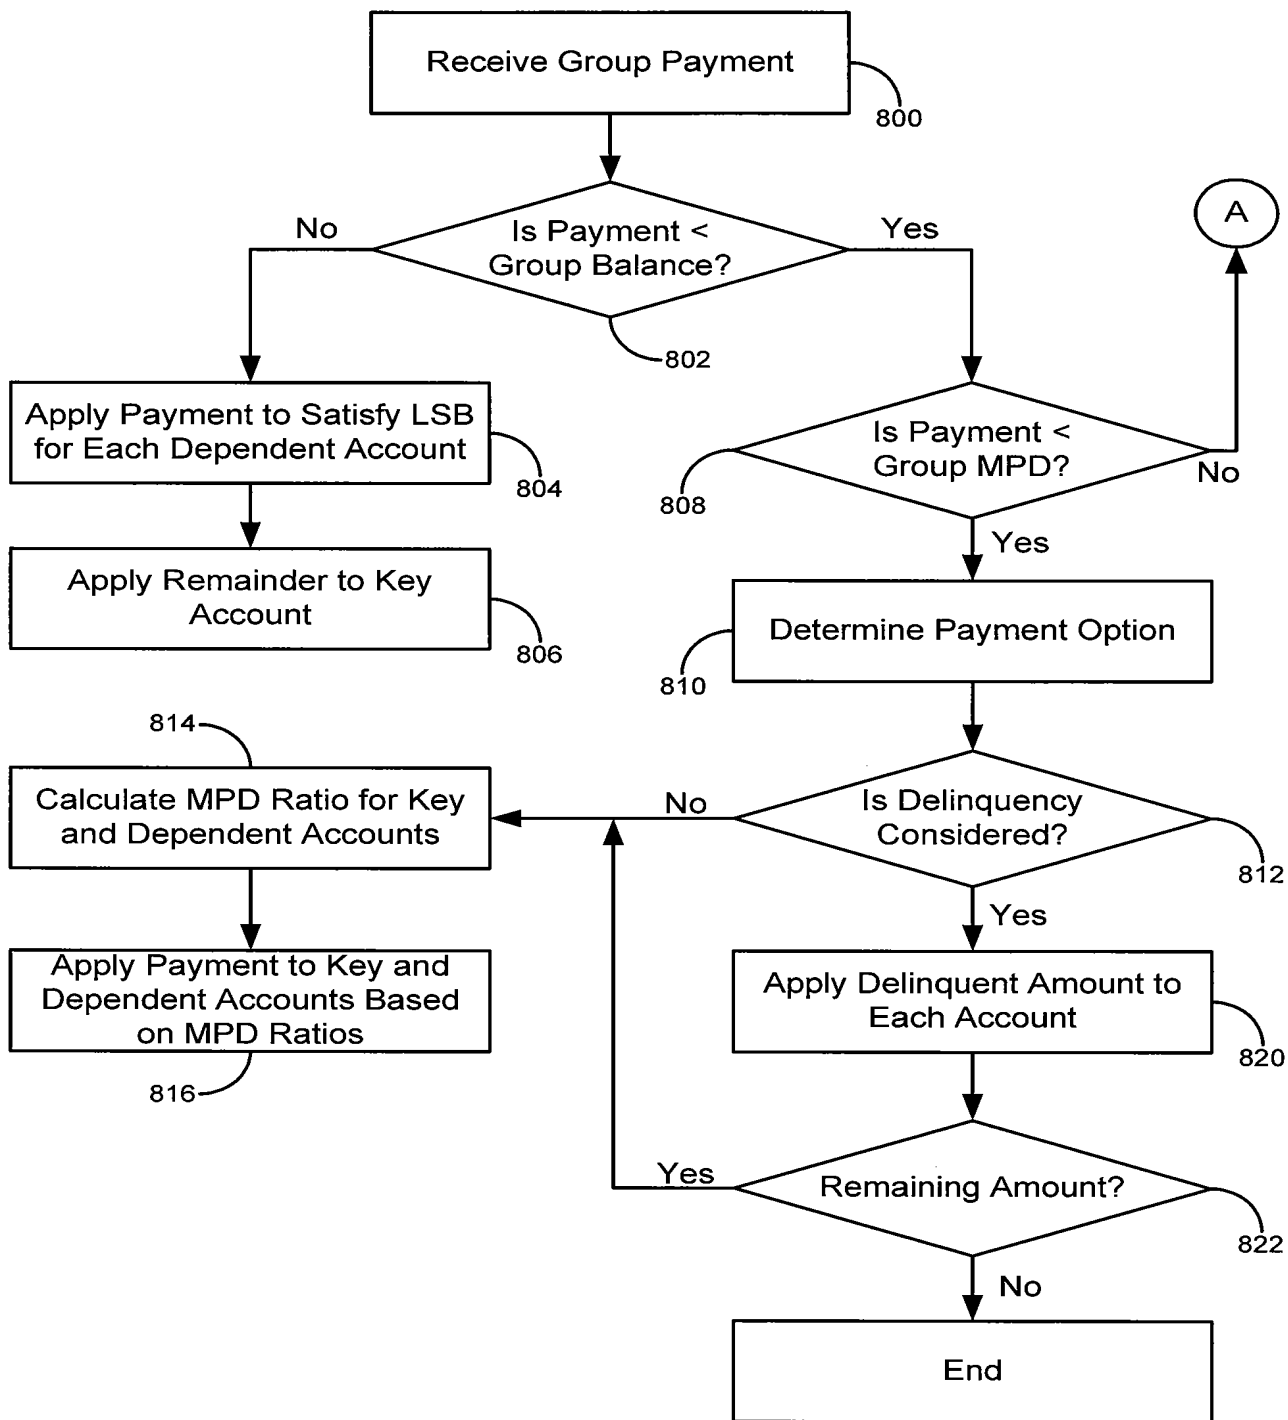 Receive Group Payment
800
A
No
Is Payment <
Group Balance?
Yes
802
Apply Payment to Satisfy LSB
for Each Dependent Account
804
Is Payment <
Group MPD?
808
No
Yes
Apply Remainder to Key
Account
806
Determine Payment Option
810
814
Calculate MPD Ratio for Key
and Dependent Accounts
No
Is Delinquency
Considered?
812
Yes
Apply Payment to Key and
Dependent Accounts Based
on MPD Ratios
816
Apply Delinquent Amount to
Each Account
820
Yes
Remaining Amount?
822
No
End